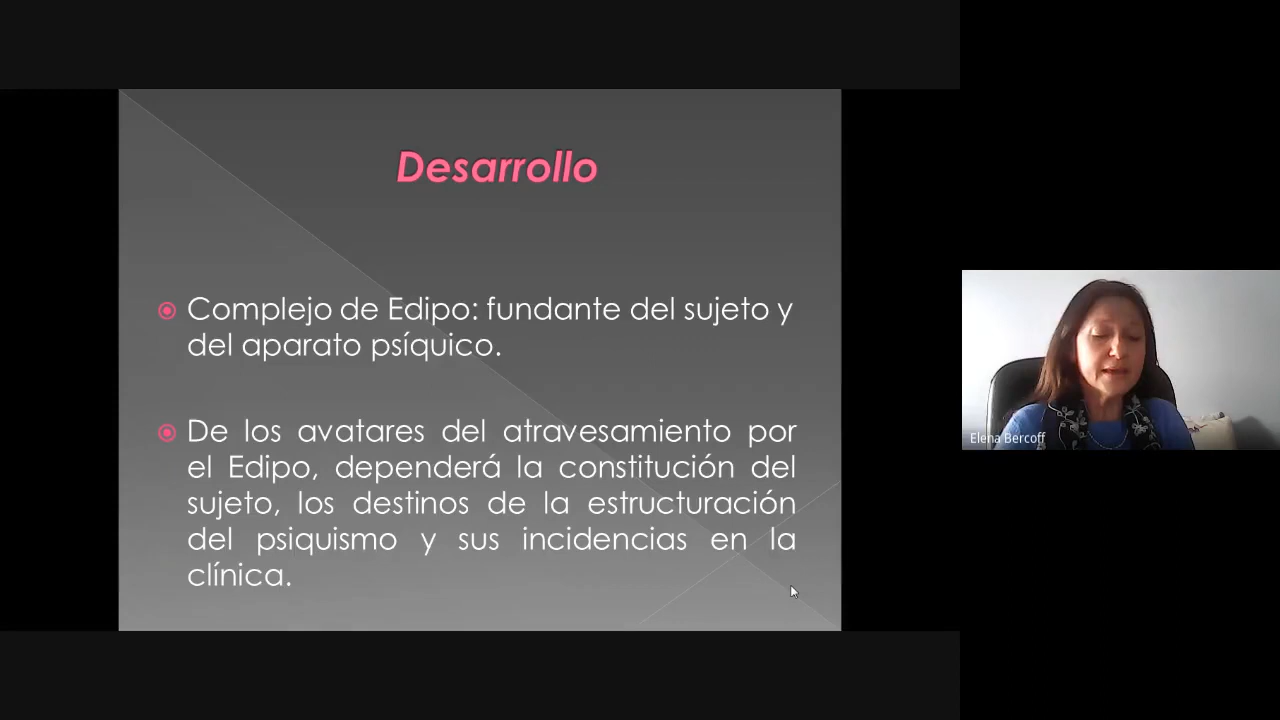 Desarrollo
Complejo de Edipo: fundante del sujeto y
del aparato psíquico.
De los avatares del atravesamiento por
el Edipo, dependerá la constitución del
sujeto, los destinos de la estructuración
del psiquismo y sus incidencias en la
clínica.
Elena Bercoff